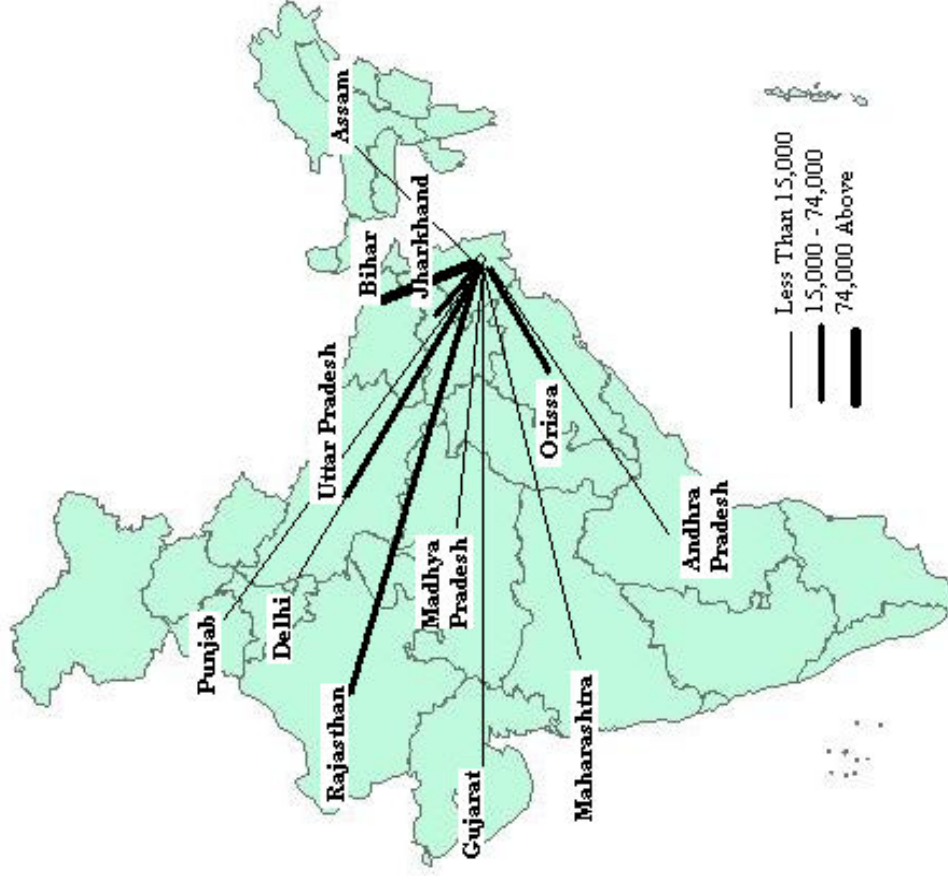 Punjab
Delhi
Uttar Pradesh
Rajasthan
Bihar
Jharkhand
Assam
Madhya
Pradesh
Gujarat
Maharashtra
Orissa
Andhra
Pradesh
Less Than 15,000
15,000 - 74,000
74,000 Above